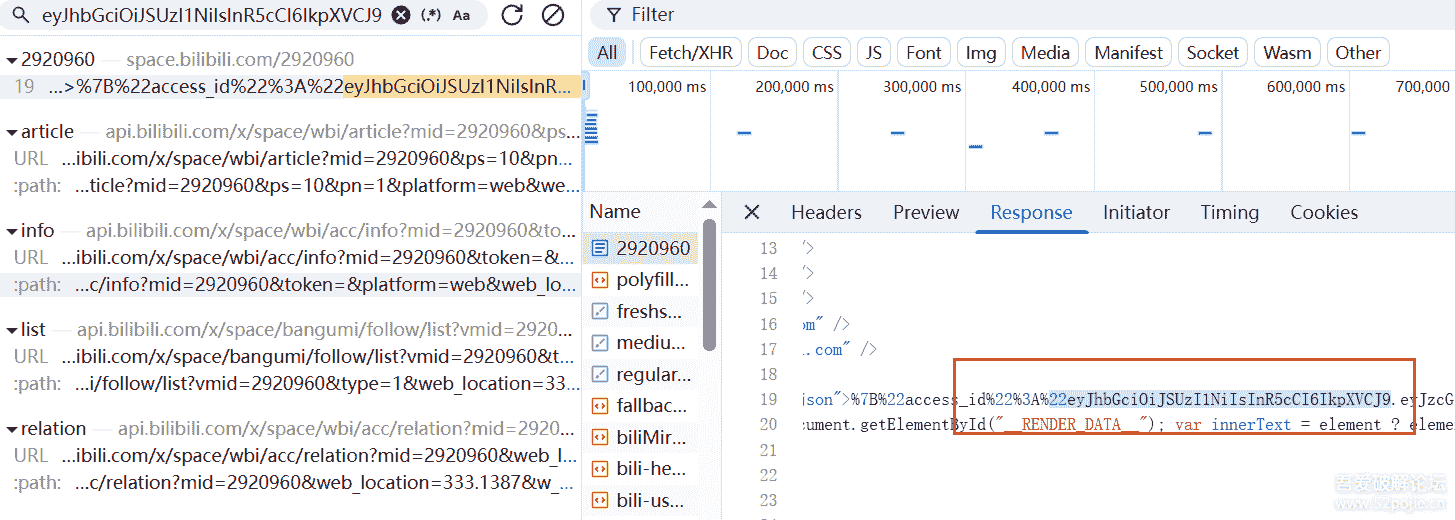 eyJhbGciOiJSUzI1NiIsInR5cCI6IkpXVCJ9
(.*)
Aa
2920960 — space.bilibili.com/2920960
19 ...>%7B%22access_id%22%3A%22eyJhbGciOiJSUzI1NiIsInR...
article — api.bilibili.com/x/space/wbi/article?mid=2920960&ps...
URL ...ibili.com/x/space/wbi/article?mid=2920960&ps=10&pn...
:path: ...ticle?mid=2920960&ps=10&pn=1&platform=web&we...
info — api.bilibili.com/x/space/wbi/acc/info?mid=2920960&to...
URL ...ibili.com/x/space/wbi/acc/info?mid=2920960&token=&...
:path: ...c/info?mid=2920960&token=&platform=web&web_lo...
list — api.bilibili.com/x/space/bangumi/follow/list?vmid=2920...
URL ...ibili.com/x/space/bangumi/follow/list?vmid=2920960&t...
:path: ...i/follow/list?vmid=2920960&type=1&web_location=33...
relation — api.bilibili.com/x/space/wbi/acc/relation?mid=2920...
URL ...ibili.com/x/space/wbi/acc/relation?mid=2920960&web_l...
:path: ...c/relation?mid=2920960&web_location=333.1387&w_...
Filter
All Fetch/XHR Doc CSS JS Font Img Media Manifest Socket Wasm Other
100,000 ms 200,000 ms 300,000 ms 400,000 ms 500,000 ms 600,000 ms 700,000
Name
2920960
polyfill...
freshs...
mediu...
regular...
fallbac...
biliMir...
bili-he...
bili-us...
Headers Preview Response Initiator Timing Cookies
13 />
14 />
15 />
16 om" />
17 l.com" />
18
19 ison">%7B%22access_id%22%3A%22eyJhbGciOiJSUzI1NiIsInR5cCI6IkpXVCJ9.eyJzcG
20 cument.getElementById("__RENDER_DATA__"); var innerText = element ? eleme
21
22
23
吾爱破解论坛
www.52pojie.cn